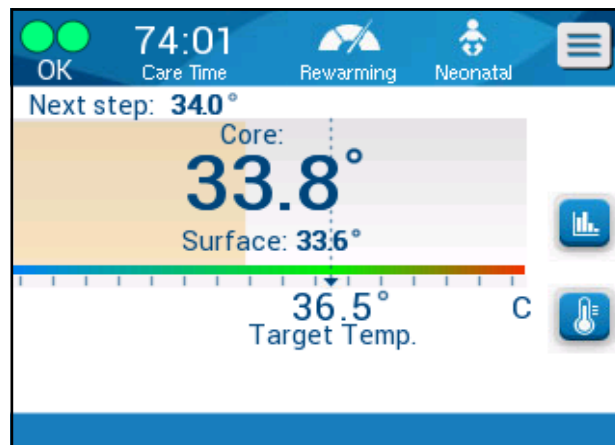 74:01
OK Care Time Rewarming Neonatal
Next step: 34.0°
Core:
33.8°
Surface: 33.6°
36.5° C
Target Temp.